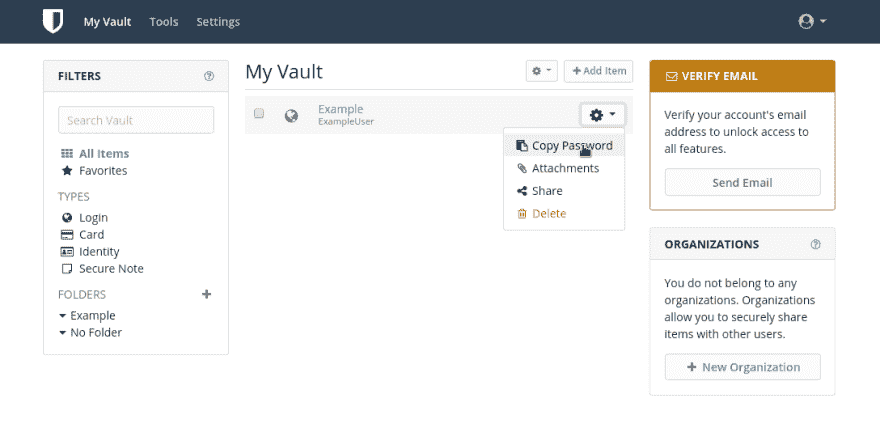 My Vault Tools Settings
FILTERS
Search Vault
All Items
Favorites
TYPES
Login
Card
Identity
Secure Note
FOLDERS
Example
No Folder
My Vault
Add Item
Example
ExampleUser
Copy Password
Attachments
Share
Delete
VERIFY EMAIL
Verify your account's email
address to unlock access to
all features.
Send Email
ORGANIZATIONS
You do not belong to any
organizations. Organizations
allow you to securely share
items with other users.
New Organization